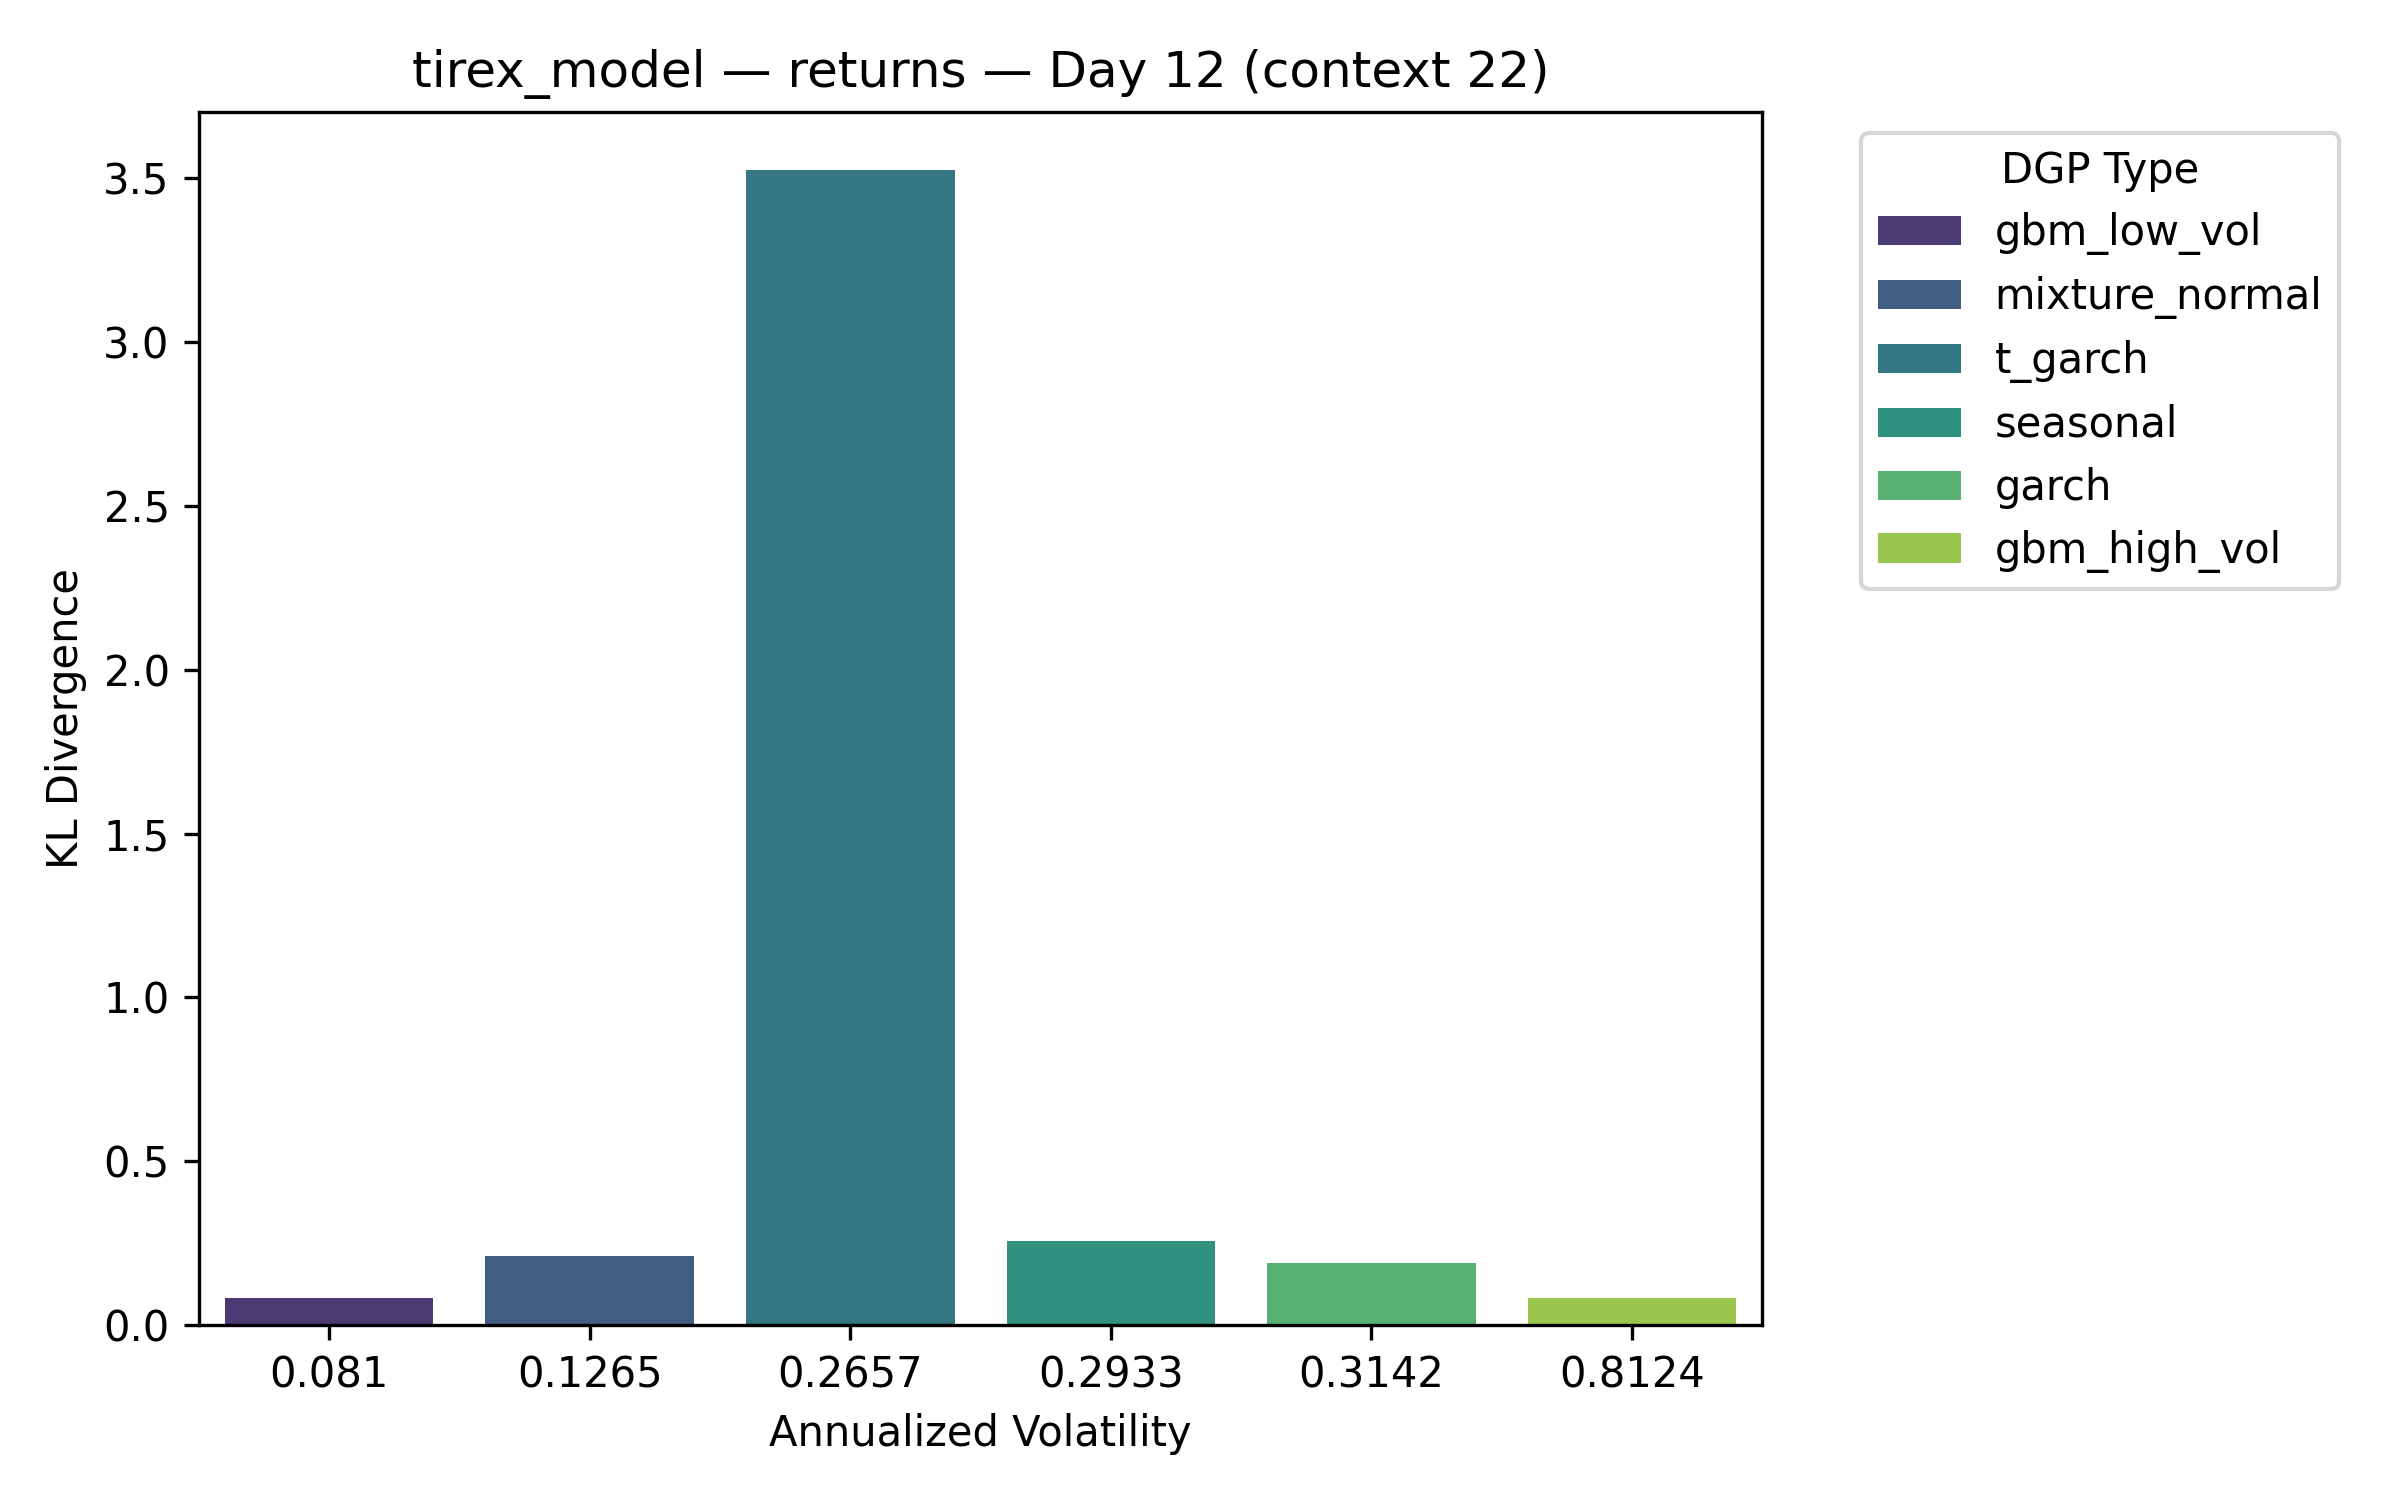 tirex_model — returns — Day 12 (context 22)
KL Divergence
3.5
3.0
2.5
2.0
1.5
1.0
0.5
0.0
0.081 0.1265 0.2657 0.2933 0.3142 0.8124
Annualized Volatility
DGP Type
gbm_low_vol
mixture_normal
t_garch
seasonal
garch
gbm_high_vol